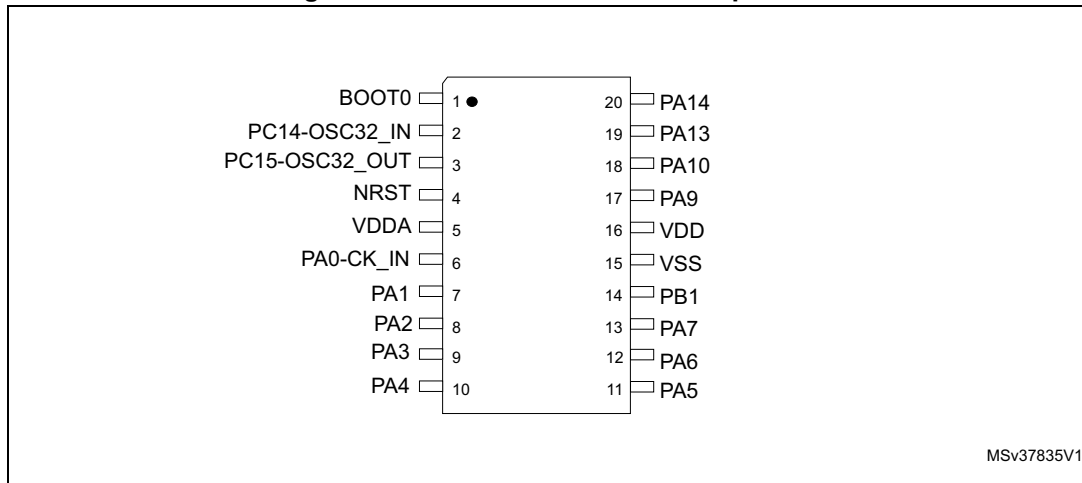 BOOT0 1 20 PA14
PC14-OSC32_IN 2 19 PA13
PC15-OSC32_OUT 3 18 PA10
NRST 4 17 PA9
VDDA 5 16 VDD
PA0-CK_IN 6 15 VSS
PA1 7 14 PB1
PA2 8 13 PA7
PA3 9 12 PA6
PA4 10 11 PA5
MSv37835V1